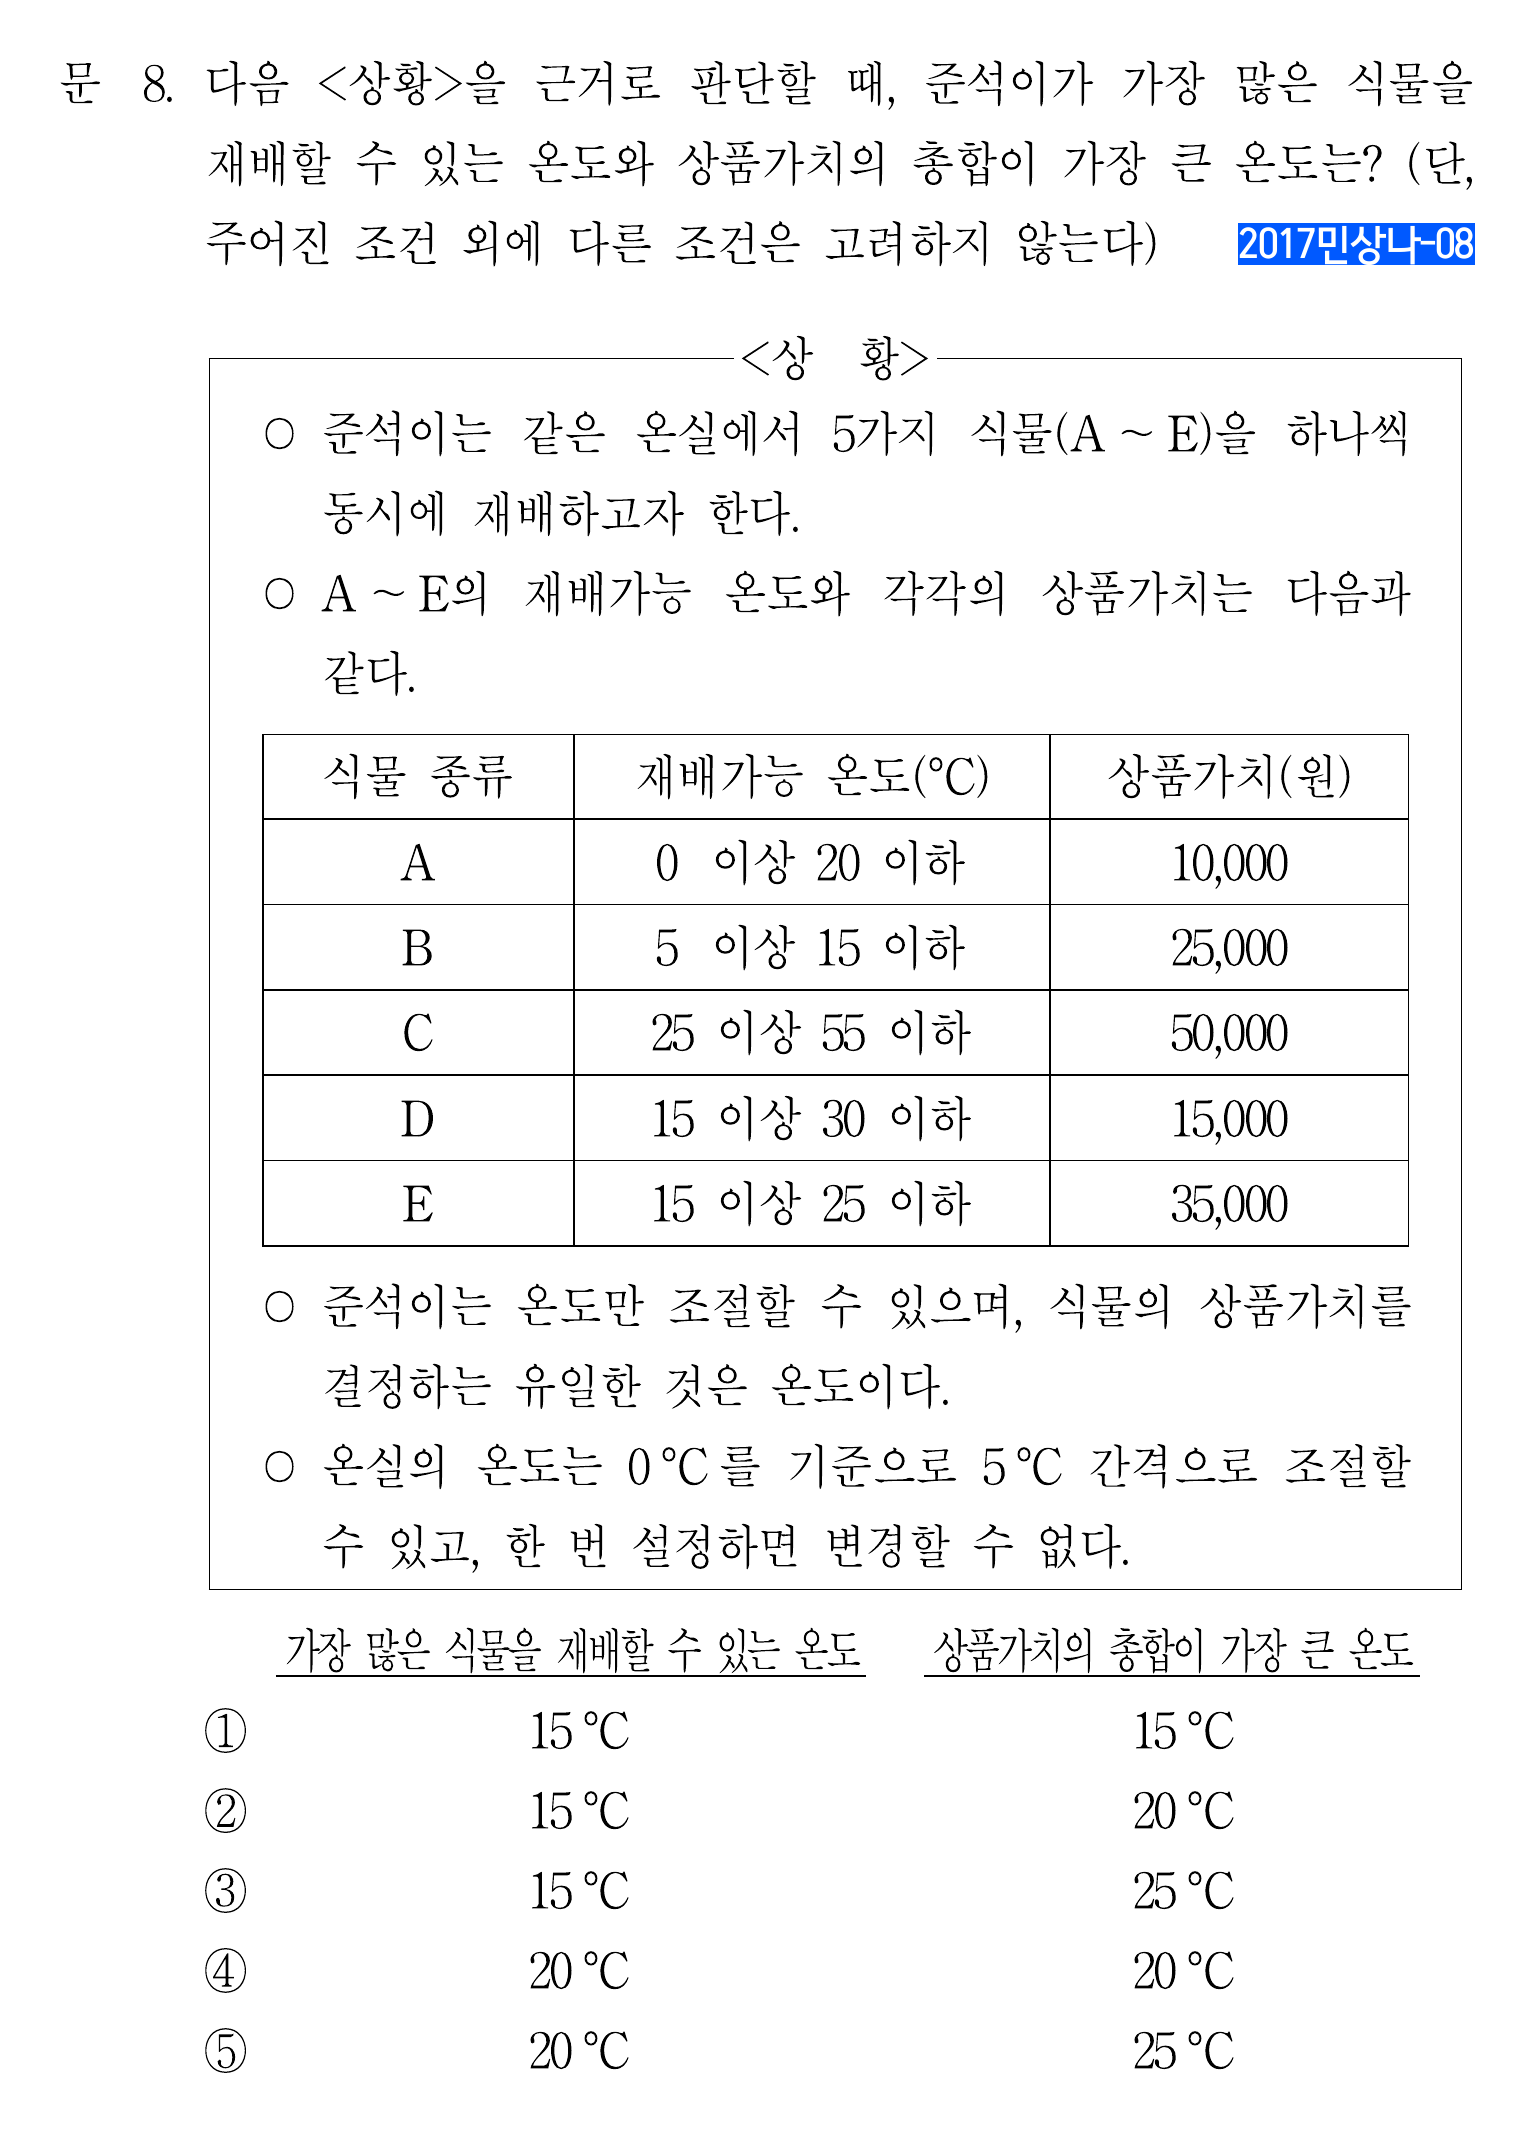 문 8. 다음 <상황>을 근거로 판단할 때, 준석이가 가장 많은 식물을
재배할 수 있는 온도와 상품가치의 총합이 가장 큰 온도는? (단,
주어진 조건 외에 다른 조건은 고려하지 않는다) 2017민상나-08
<상 황>
○ 준석이는 같은 온실에서 5가지 식물(A ~ E)을 하나씩
동시에 재배하고자 한다.
○ A ~ E의 재배가능 온도와 각각의 상품가치는 다음과
같다.
식물 종류 재배가능 온도(℃) 상품가치(원)
A 0 이상 20 이하 10,000
B 5 이상 15 이하 25,000
C 25 이상 55 이하 50,000
D 15 이상 30 이하 15,000
E 15 이상 25 이하 35,000
○ 준석이는 온도만 조절할 수 있으며, 식물의 상품가치를
결정하는 유일한 것은 온도이다.
○ 온실의 온도는 0℃를 기준으로 5℃ 간격으로 조절할
수 있고, 한 번 설정하면 변경할 수 없다.
가장 많은 식물을 재배할 수 있는 온도 상품가치의 총합이 가장 큰 온도
① 15℃ 15℃
② 15℃ 20℃
③ 15℃ 25℃
④ 20℃ 20℃
⑤ 20℃ 25℃